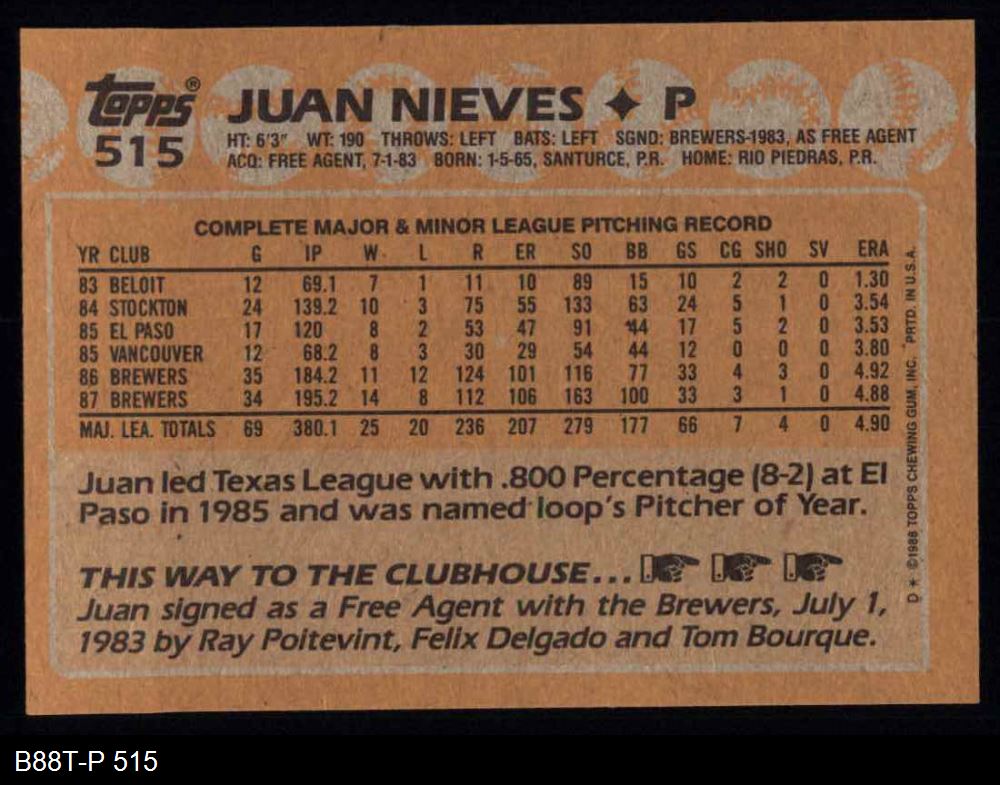 Topps®
515
JUAN NIEVES ✦ P
HT: 6'3" WT: 190 THROWS: LEFT BATS: LEFT SGND: BREWERS-1983, AS FREE AGENT
ACQ: FREE AGENT, 7-1-83 BORN: 1-5-65, SANTURCE, P.R. HOME: RIO PIEDRAS, P.R.
COMPLETE MAJOR & MINOR LEAGUE PITCHING RECORD
YR CLUB G IP W L R ER SO BB GS CG SHO SV ERA
83 BELOIT 12 69.1 7 1 11 10 89 15 10 2 2 0 1.30
84 STOCKTON 24 139.2 10 3 75 55 133 63 24 5 1 0 3.54
85 EL PASO 17 120 8 2 53 47 91 44 17 5 2 0 3.53
85 VANCOUVER 12 68.2 8 3 30 29 54 44 12 0 0 0 3.80
86 BREWERS 35 184.2 11 12 124 101 116 77 33 4 3 0 4.92
87 BREWERS 34 195.2 14 8 112 106 163 100 33 3 1 0 4.88
MAJ. LEA. TOTALS 69 380.1 25 20 236 207 279 177 66 7 4 0 4.90
Juan led Texas League with .800 Percentage (8-2) at El
Paso in 1985 and was named loop's Pitcher of Year.
THIS WAY TO THE CLUBHOUSE...
Juan signed as a Free Agent with the Brewers, July 1,
1983 by Ray Poitevint, Felix Delgado and Tom Bourque.
D * ©1988 TOPPS CHEWING GUM, INC. PRTD. IN U.S.A.
B88T-P 515